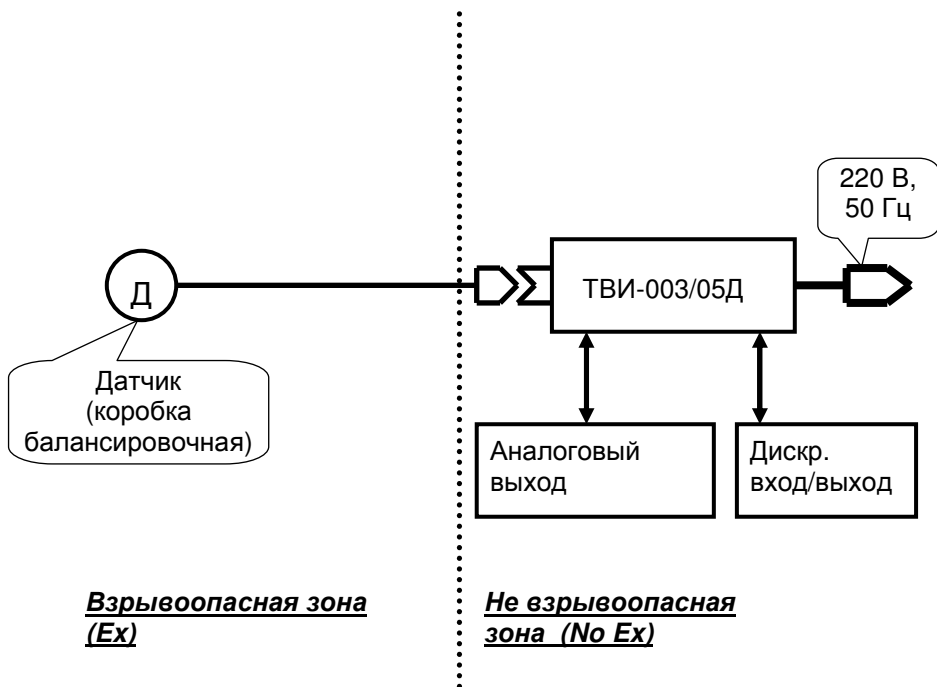 220 В,
50 Гц
Д
ТВИ-003/05Д
Датчик
(коробка
балансировочная)
Аналоговый
выход
Дискр.
вход/выход
Взрывоопасная зона
(Ex)
Не взрывоопасная
зона (No Ex)